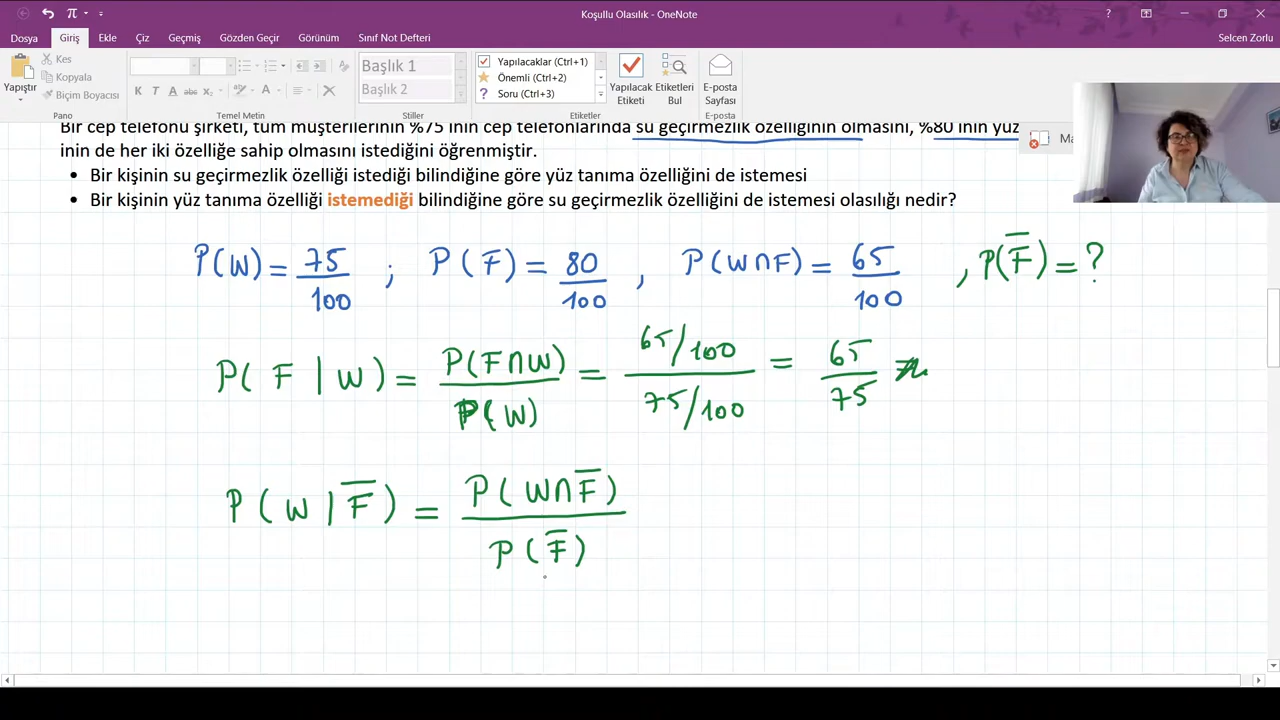 Koşullu Olasılık - OneNote
Dosya Giriş Ekle Çiz Geçmiş Gözden Geçir Görünüm Sınıf Not Defteri Selcen Zorlu
Yapıştır Kes Kopyala Biçim Boyacısı
K T A abc x₂ A
Başlık 1
Başlık 2
Yapılacaklar (Ctrl+1)
Önemli (Ctrl+2)
Soru (Ctrl+3)
Yapılacak Etiketi
Etiketleri Bul
E-posta Sayfası
Pano Temel Metin Stiller Etiketler E-posta
Bir cep telefonu şirketi, tüm müşterilerinin %75 inin cep telefonlarında su geçirmezlik özelliğinin olmasını, %80 inin yüz
Ma
inin de her iki özelliğe sahip olmasını istediğini öğrenmiştir.
• Bir kişinin su geçirmezlik özelliği istediği bilindiğine göre yüz tanıma özelliğini de istemesi
• Bir kişinin yüz tanıma özelliği istemediği bilindiğine göre su geçirmezlik özelliğini de istemesi olasılığı nedir?
P(W) = 75/100 ; P(F) = 80/100 , P(W∩F) = 65/100 , P(F̅) = ?
P(F | W) = P(F∩W)/P(W) = (65/100)/(75/100) = 65/75
P(W | F̅) = P(W∩F̅)/P(F̅)